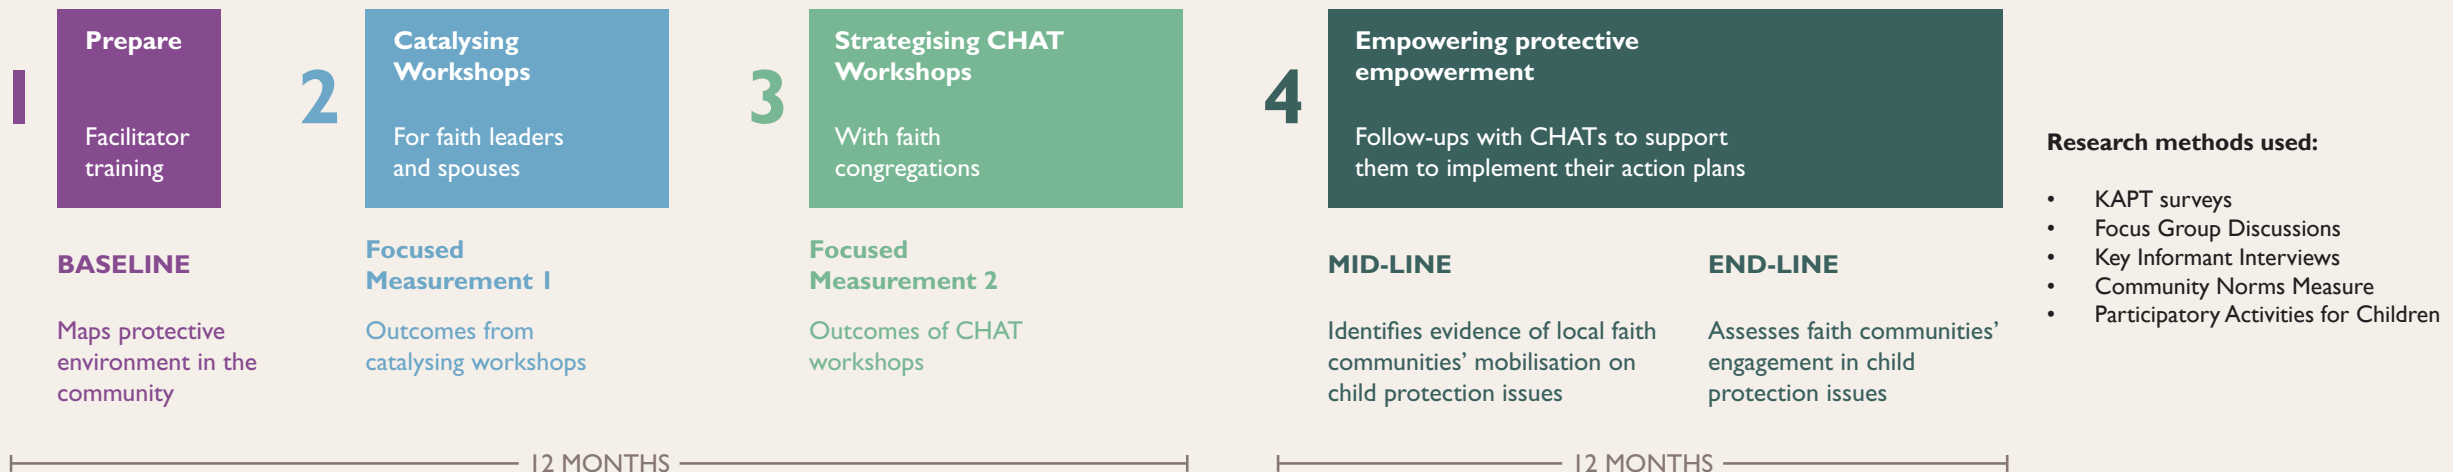 1
Prepare
Facilitator
training
BASELINE
Maps protective
environment in the
community
2
Catalysing
Workshops
For faith leaders
and spouses
Focused
Measurement 1
Outcomes from
catalysing workshops
3
Strategising CHAT
Workshops
With faith
congregations
Focused
Measurement 2
Outcomes of CHAT
workshops
12 MONTHS
4
Empowering protective
empowerment
Follow-ups with CHATs to support
them to implement their action plans
MID-LINE
Identifies evidence of local faith
communities’ mobilisation on
child protection issues
END-LINE
Assesses faith communities’
engagement in child
protection issues
12 MONTHS
Research methods used:
• KAPT surveys
• Focus Group Discussions
• Key Informant Interviews
• Community Norms Measure
• Participatory Activities for Children